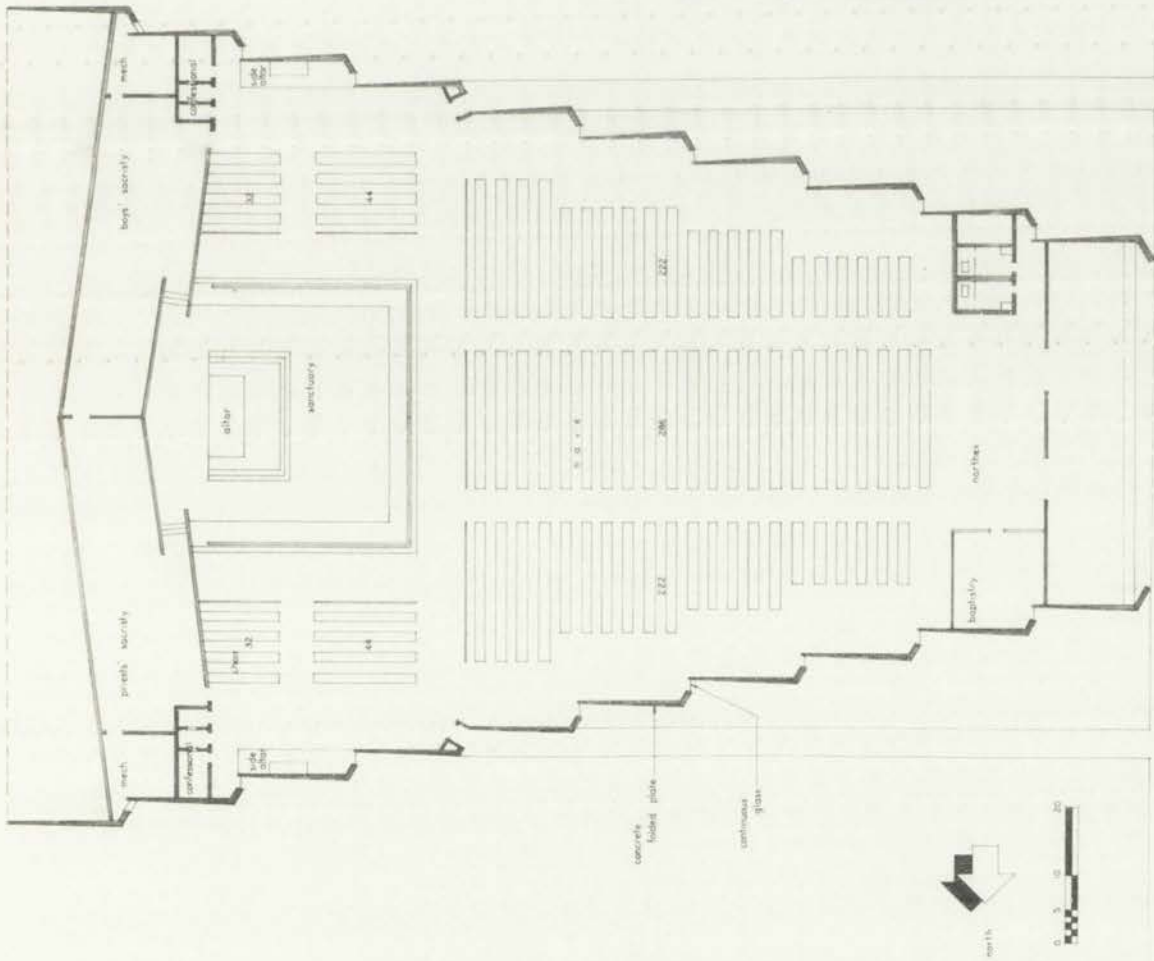 mech
confessional
side
altar
boys' sacristy
32
44
222
altar
sanctuary
nave
286
narthex
priests' sacristy
choir
32
44
222
baptistry
mech
confessional
side
altar
concrete
folded plate
continuous
glass
north
0 5 10 20